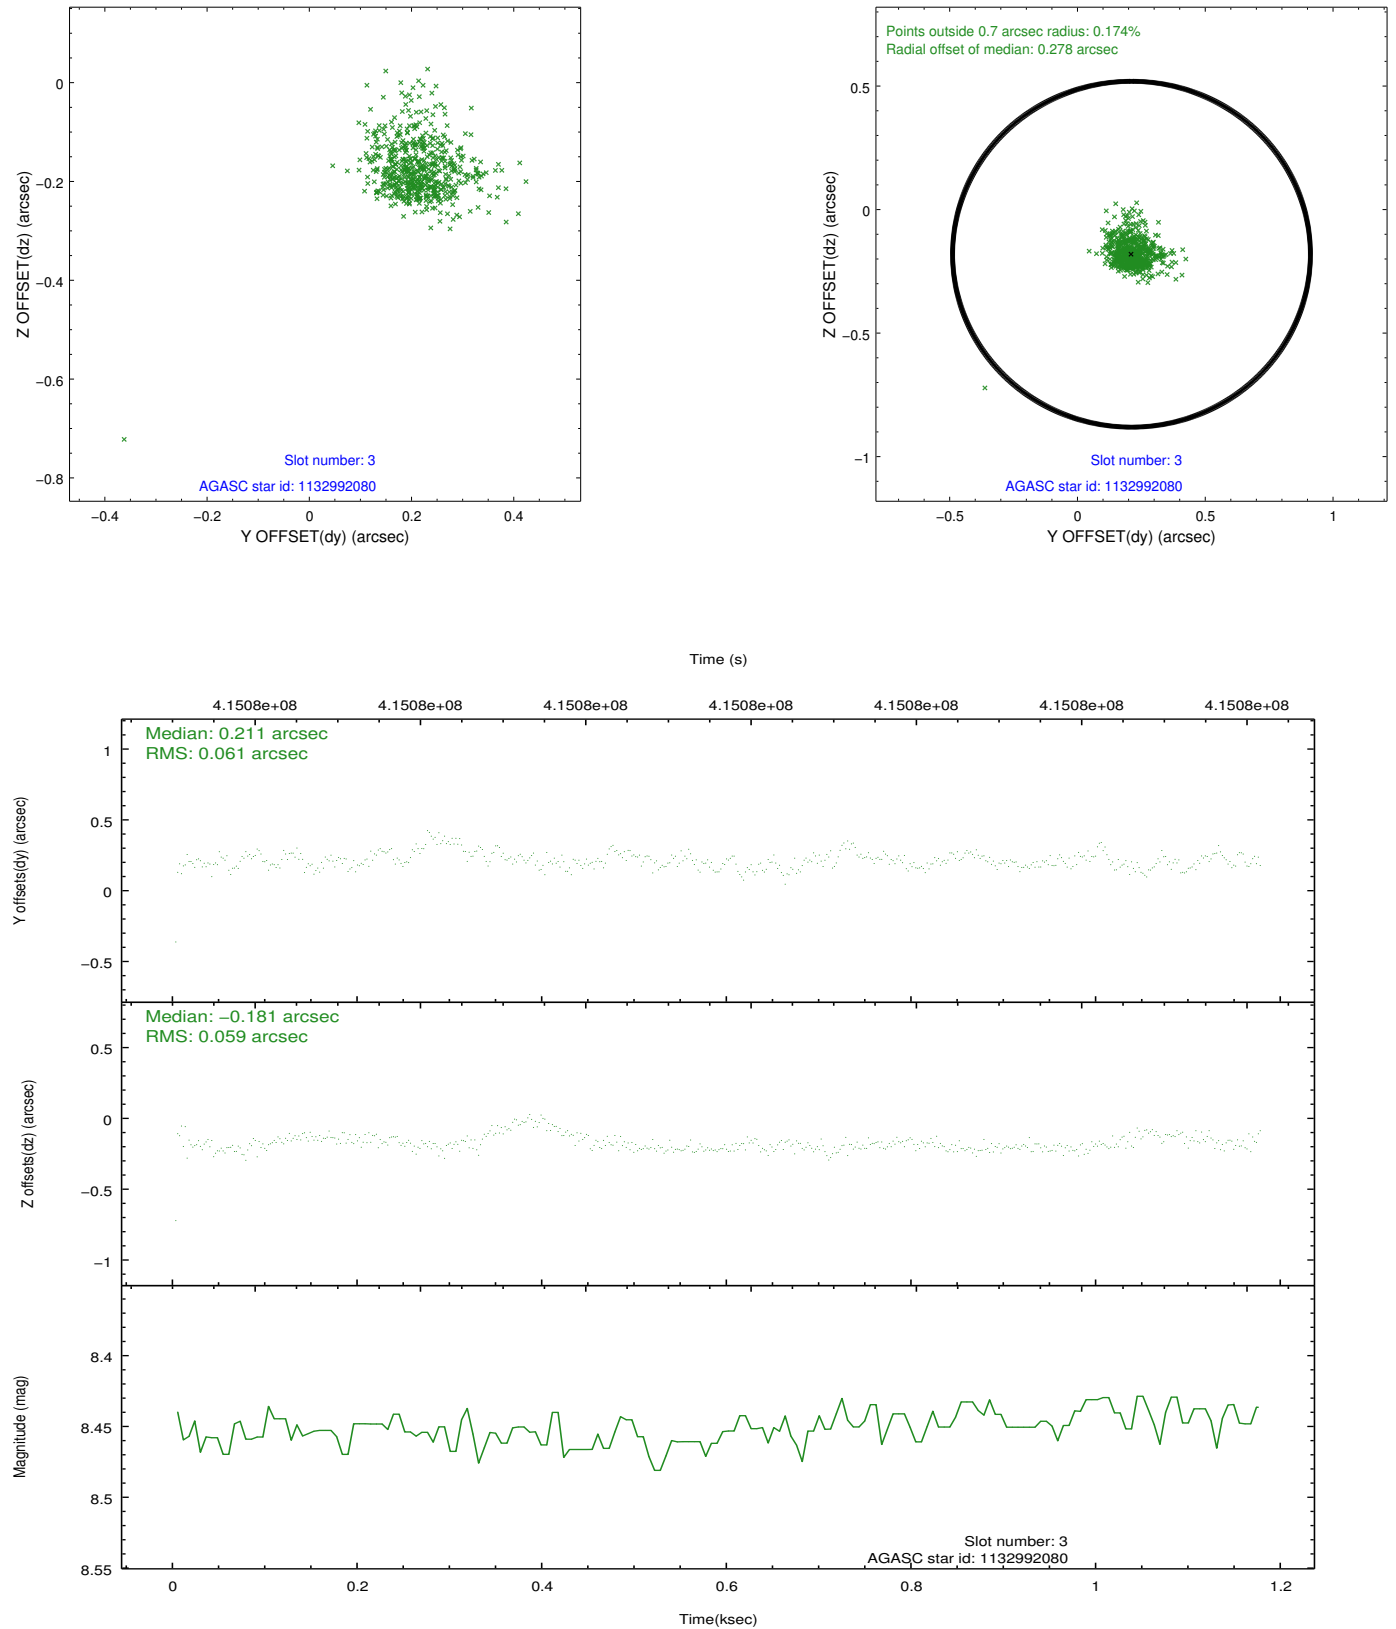 0
−0.2
−0.4
−0.6
−0.8
Z OFFSET(dz) (arcsec)
Slot number: 3
AGASC star id: 1132992080
−0.4 −0.2 0 0.2 0.4
Y OFFSET(dy) (arcsec)
Points outside 0.7 arcsec radius: 0.174%
Radial offset of median: 0.278 arcsec
0.5
0
−0.5
−1
Z OFFSET(dz) (arcsec)
Slot number: 3
AGASC star id: 1132992080
−0.5 0 0.5 1
Y OFFSET(dy) (arcsec)
Time (s)
4.1508e+08 4.1508e+08 4.1508e+08 4.1508e+08 4.1508e+08 4.1508e+08 4.1508e+08
Median: 0.211 arcsec
RMS: 0.061 arcsec
1
0.5
0
−0.5
Y offsets(dy) (arcsec)
Median: −0.181 arcsec
RMS: 0.059 arcsec
0.5
0
−0.5
−1
Z offsets(dz) (arcsec)
8.4
8.45
8.5
8.55
Magnitude (mag)
Slot number: 3
AGASC star id: 1132992080
0 0.2 0.4 0.6 0.8 1 1.2
Time(ksec)